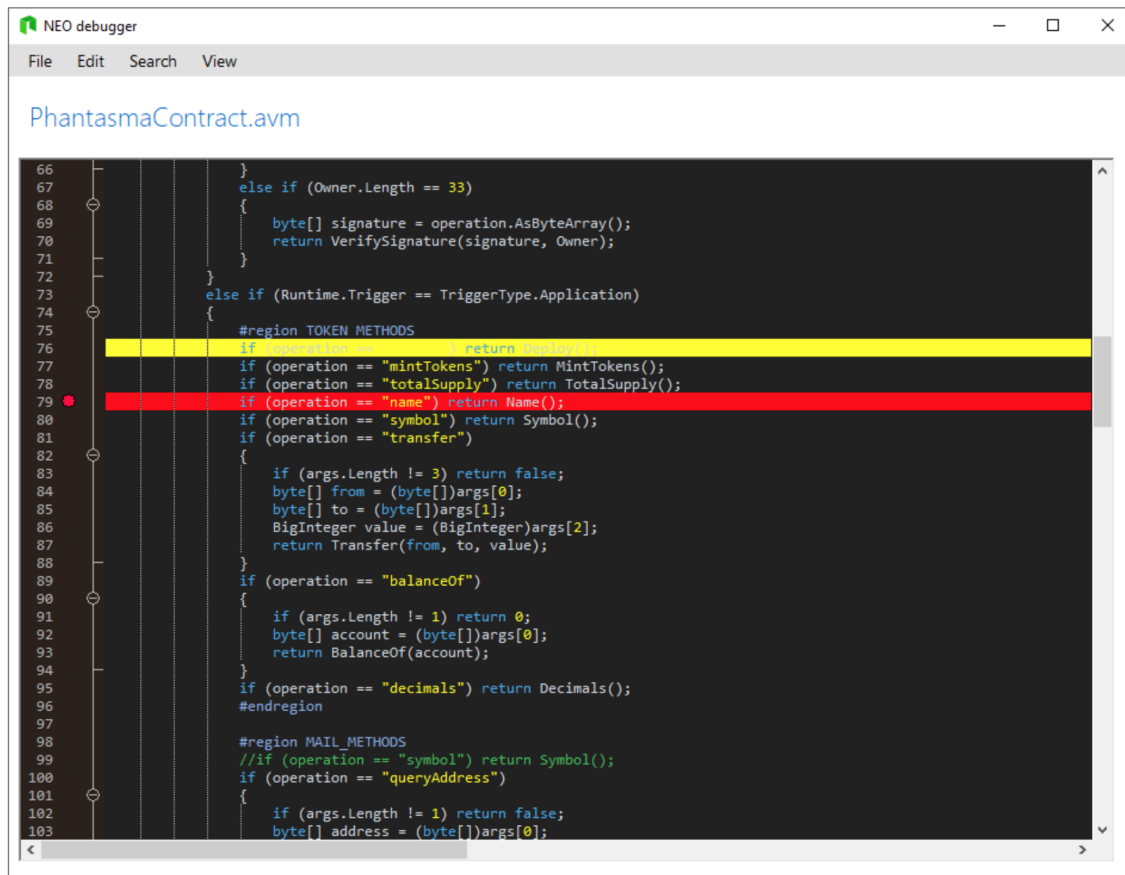 NEO debugger
File Edit Search View
PhantasmaContract.avm
66 }
67 else if (Owner.Length == 33)
68 {
69 byte[] signature = operation.AsByteArray();
70 return VerifySignature(signature, Owner);
71 }
72 }
73 else if (Runtime.Trigger == TriggerType.Application)
74 {
75 #region TOKEN METHODS
76 if (operation == ) return Deploy();
77 if (operation == "mintTokens") return MintTokens();
78 if (operation == "totalSupply") return TotalSupply();
79 if (operation == "name") return Name();
80 if (operation == "symbol") return Symbol();
81 if (operation == "transfer")
82 {
83 if (args.Length != 3) return false;
84 byte[] from = (byte[])args[0];
85 byte[] to = (byte[])args[1];
86 BigInteger value = (BigInteger)args[2];
87 return Transfer(from, to, value);
88 }
89 if (operation == "balanceOf")
90 {
91 if (args.Length != 1) return 0;
92 byte[] account = (byte[])args[0];
93 return BalanceOf(account);
94 }
95 if (operation == "decimals") return Decimals();
96 #endregion
97
98 #region MAIL_METHODS
99 //if (operation == "symbol") return Symbol();
100 if (operation == "queryAddress")
101 {
102 if (args.Length != 1) return false;
103 byte[] address = (byte[])args[0];